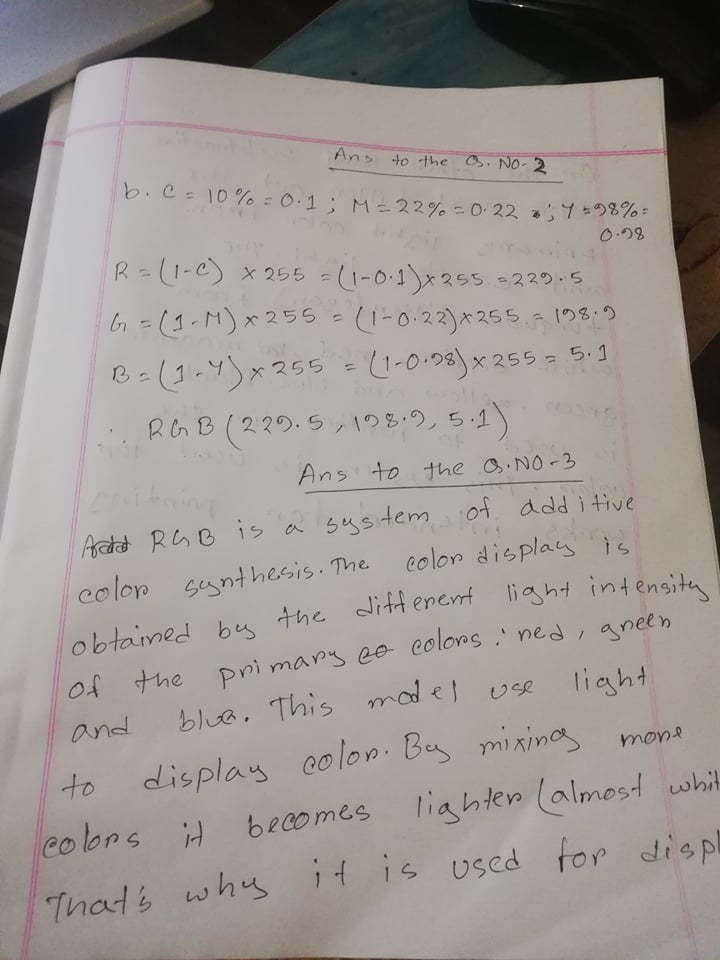 Ans to the Q. NO-2
b. C = 10% = 0.1 ; M = 22% = 0.22 ; Y = 98% =
0.98
R = (1-C) x 255 = (1-0.1) x 255 = 229.5
G = (1-M) x 255 = (1-0.22) x 255 = 198.9
B = (1-Y) x 255 = (1-0.98) x 255 = 5.1
∴ RGB (229.5, 198.9, 5.1)
Ans to the Q. NO-3
RGB is a system of additive
color synthesis. The color display is
obtained by the different light intensity
of the primary colors : red, green
and blue. This model use light
to display color. By mixing more
colors it becomes lighter (almost whit
That's why it is used for displ